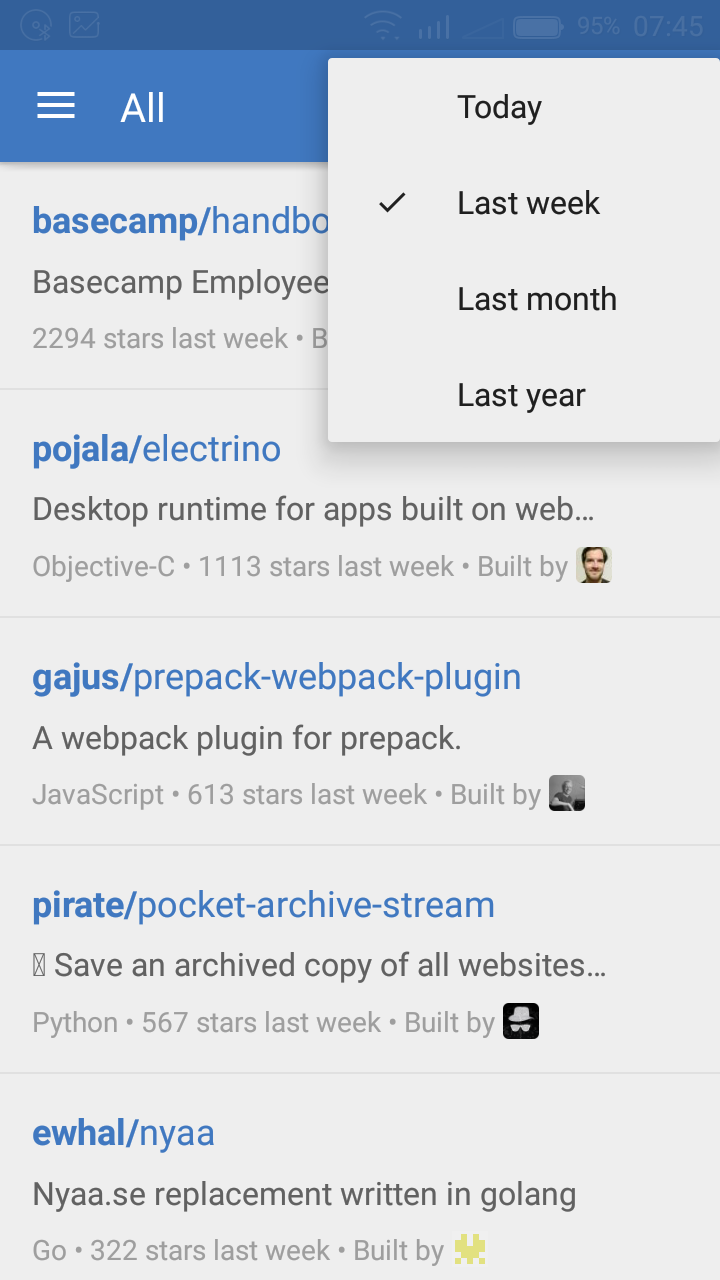 95% 07:45
All
Today
Last week
Last month
Last year
basecamp/handbo
Basecamp Employee
2294 stars last week • B
pojala/electrino
Desktop runtime for apps built on web…
Objective-C • 1113 stars last week • Built by
gajus/prepack-webpack-plugin
A webpack plugin for prepack.
JavaScript • 613 stars last week • Built by
pirate/pocket-archive-stream
Save an archived copy of all websites…
Python • 567 stars last week • Built by
ewhal/nyaa
Nyaa.se replacement written in golang
Go • 322 stars last week • Built by